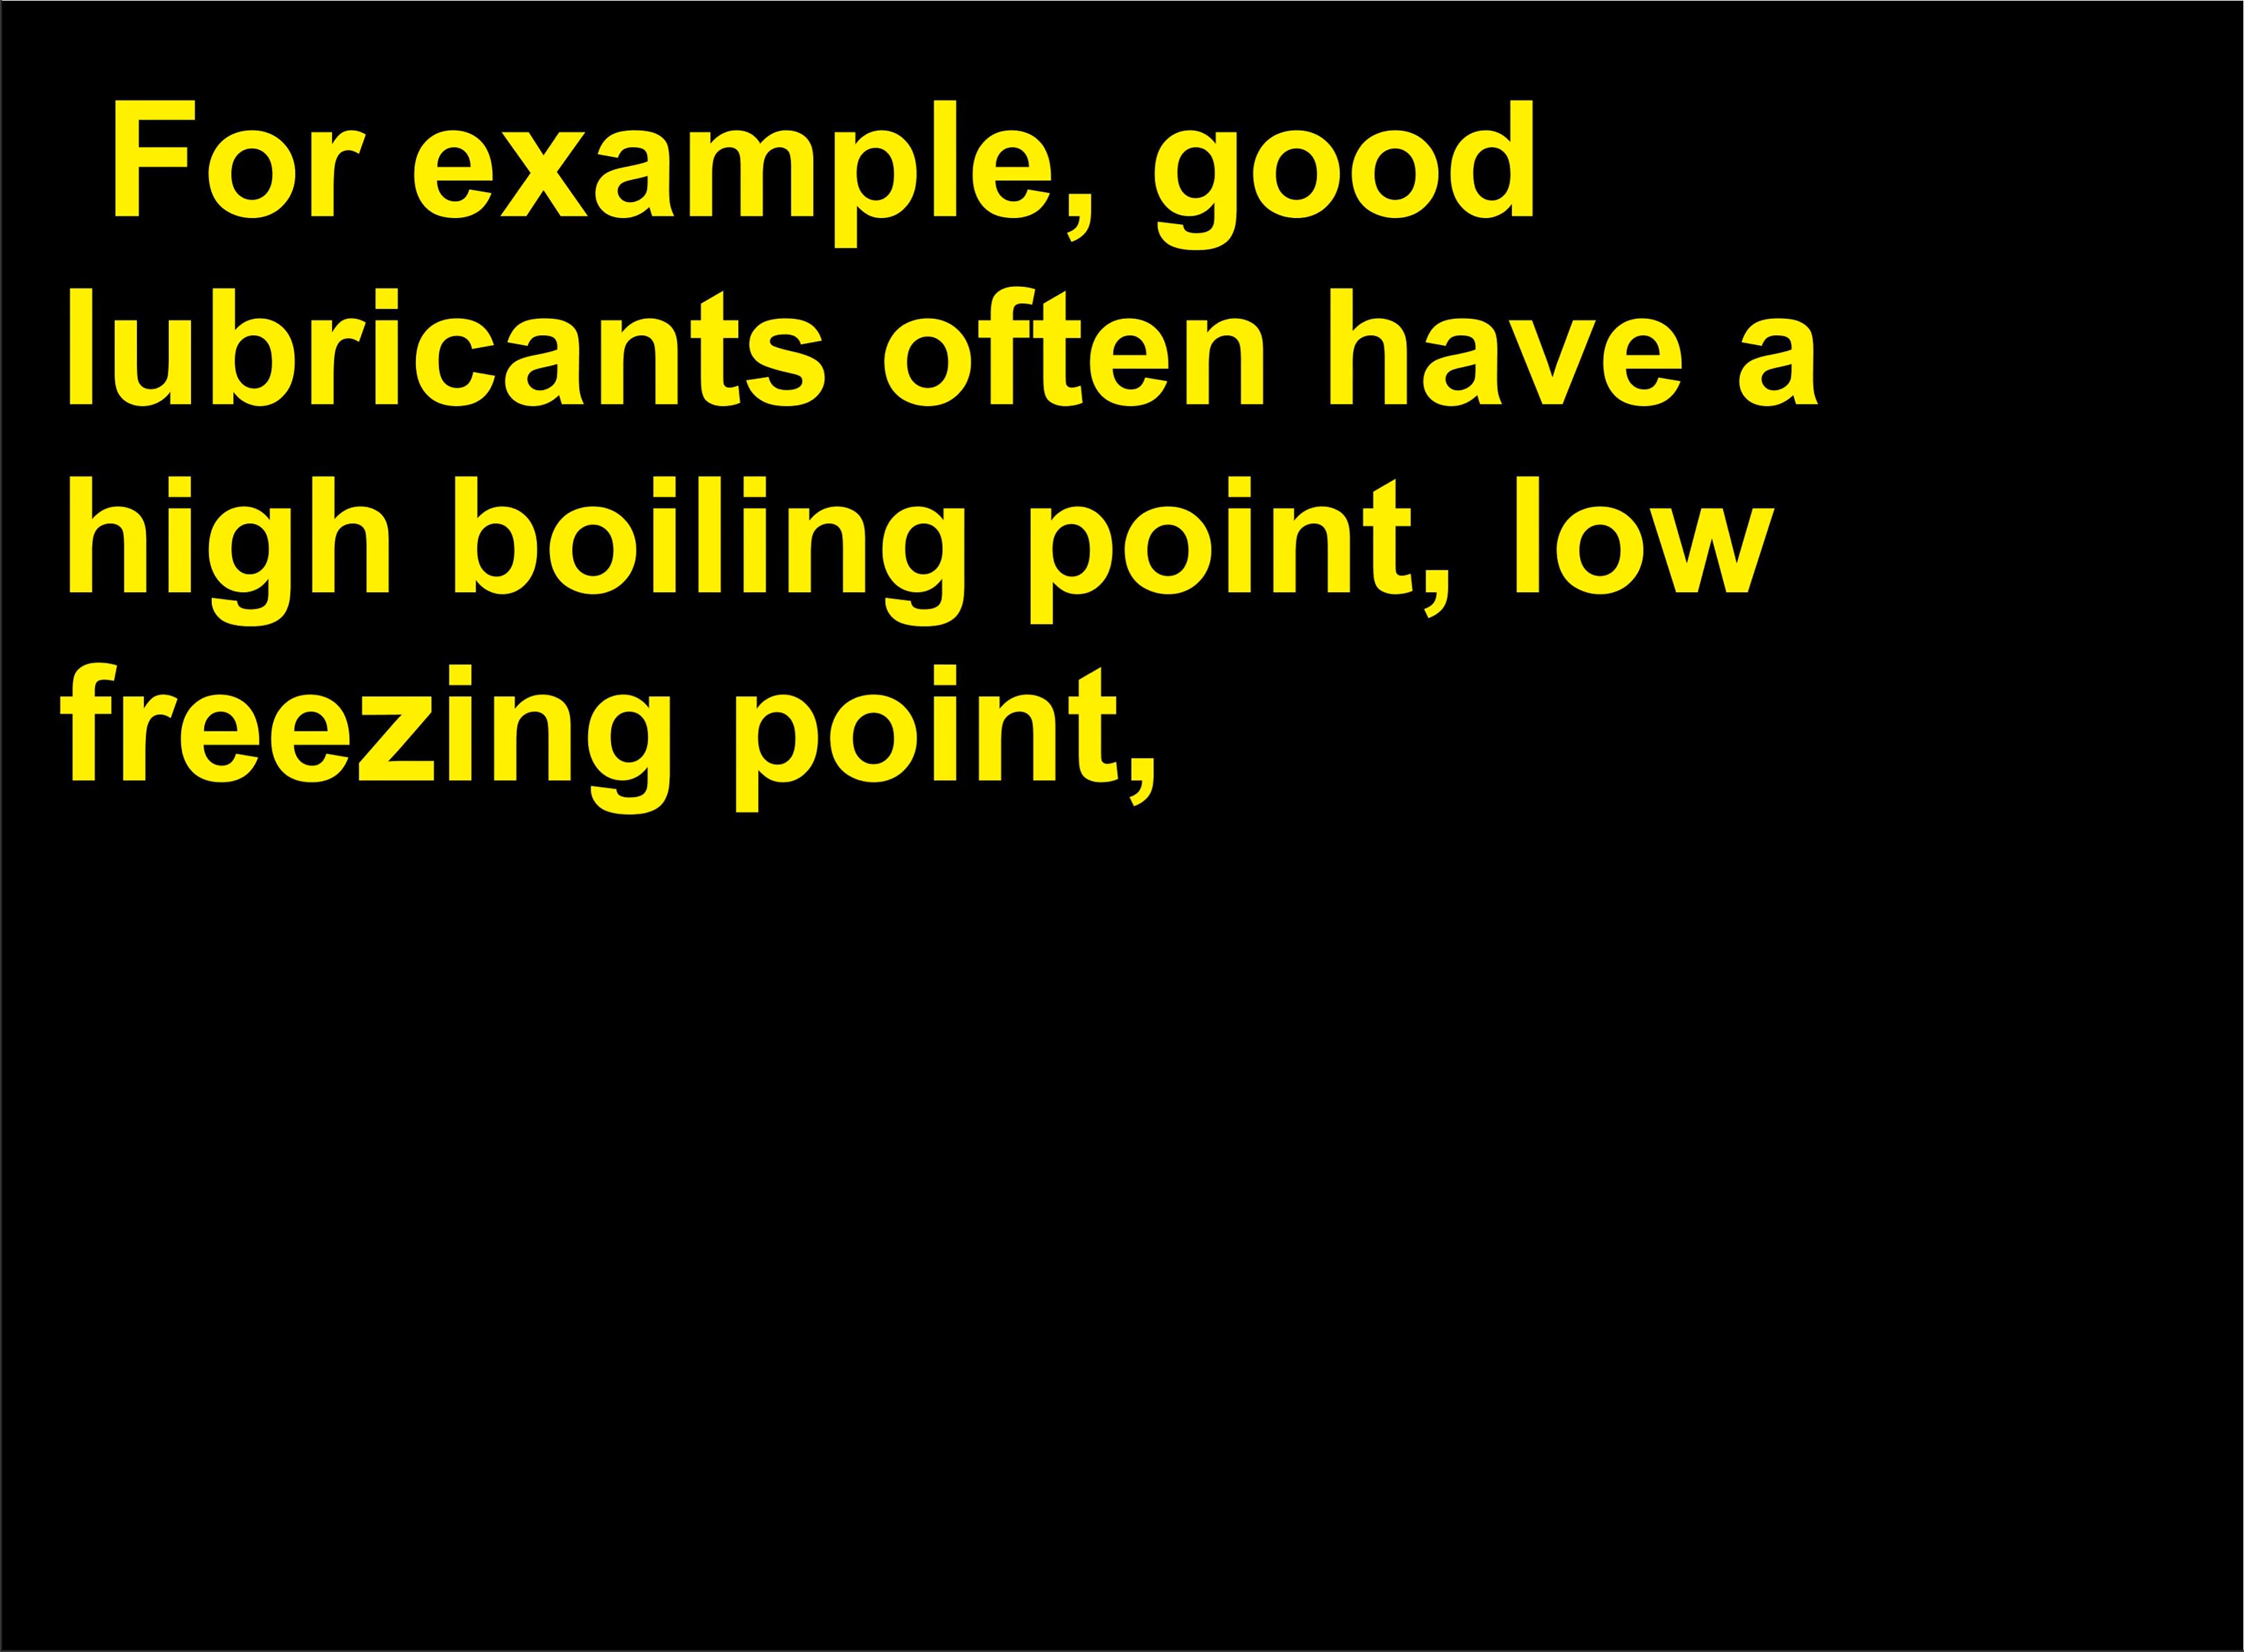 For example, good
lubricants often have a
high boiling point, low
freezing point,